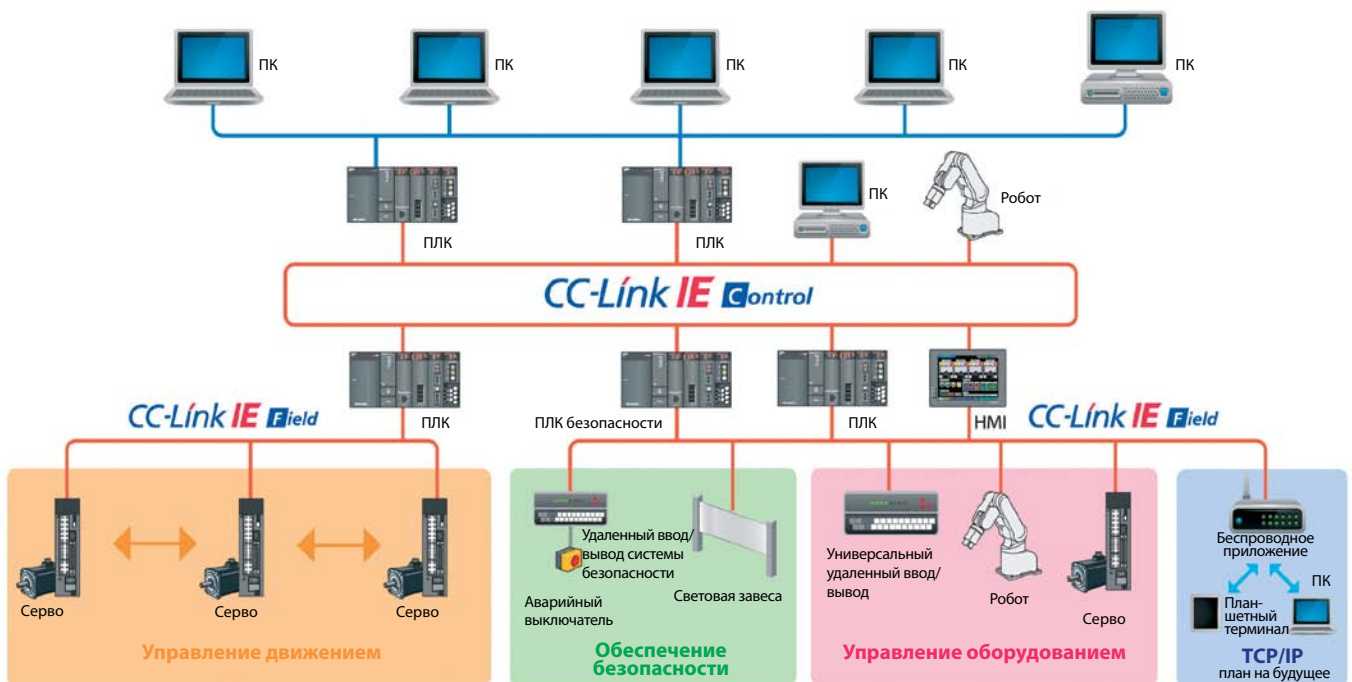 ПК
ПК
ПК
ПК
ПК
ПК
Робот
ПЛК
ПЛК
CC-Link IE Control
CC-Link IE Field
ПЛК
ПЛК безопасности
ПЛК
HMI
CC-Link IE Field
Серво
Серво
Серво
Управление движением
Удаленный ввод/
вывод системы
безопасности
Аварийный
выключатель
Световая завеса
Обеспечение
безопасности
Универсальный
удаленный ввод/
вывод
Робот
Серво
Управление оборудованием
Беспроводное
приложение
ПК
План-
шетный
терминал
TCP/IP
план на будущее